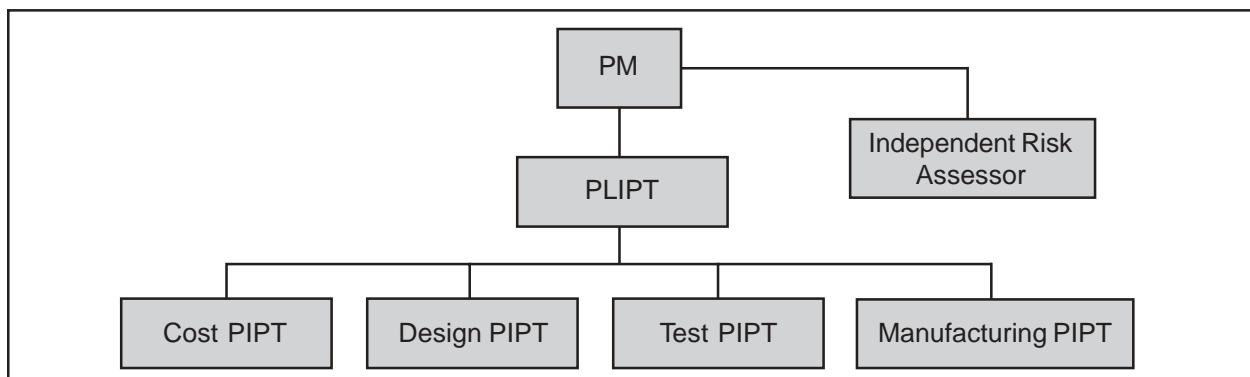 PM
Independent Risk
Assessor
PLIPT
Cost PIPT
Design PIPT
Test PIPT
Manufacturing PIPT